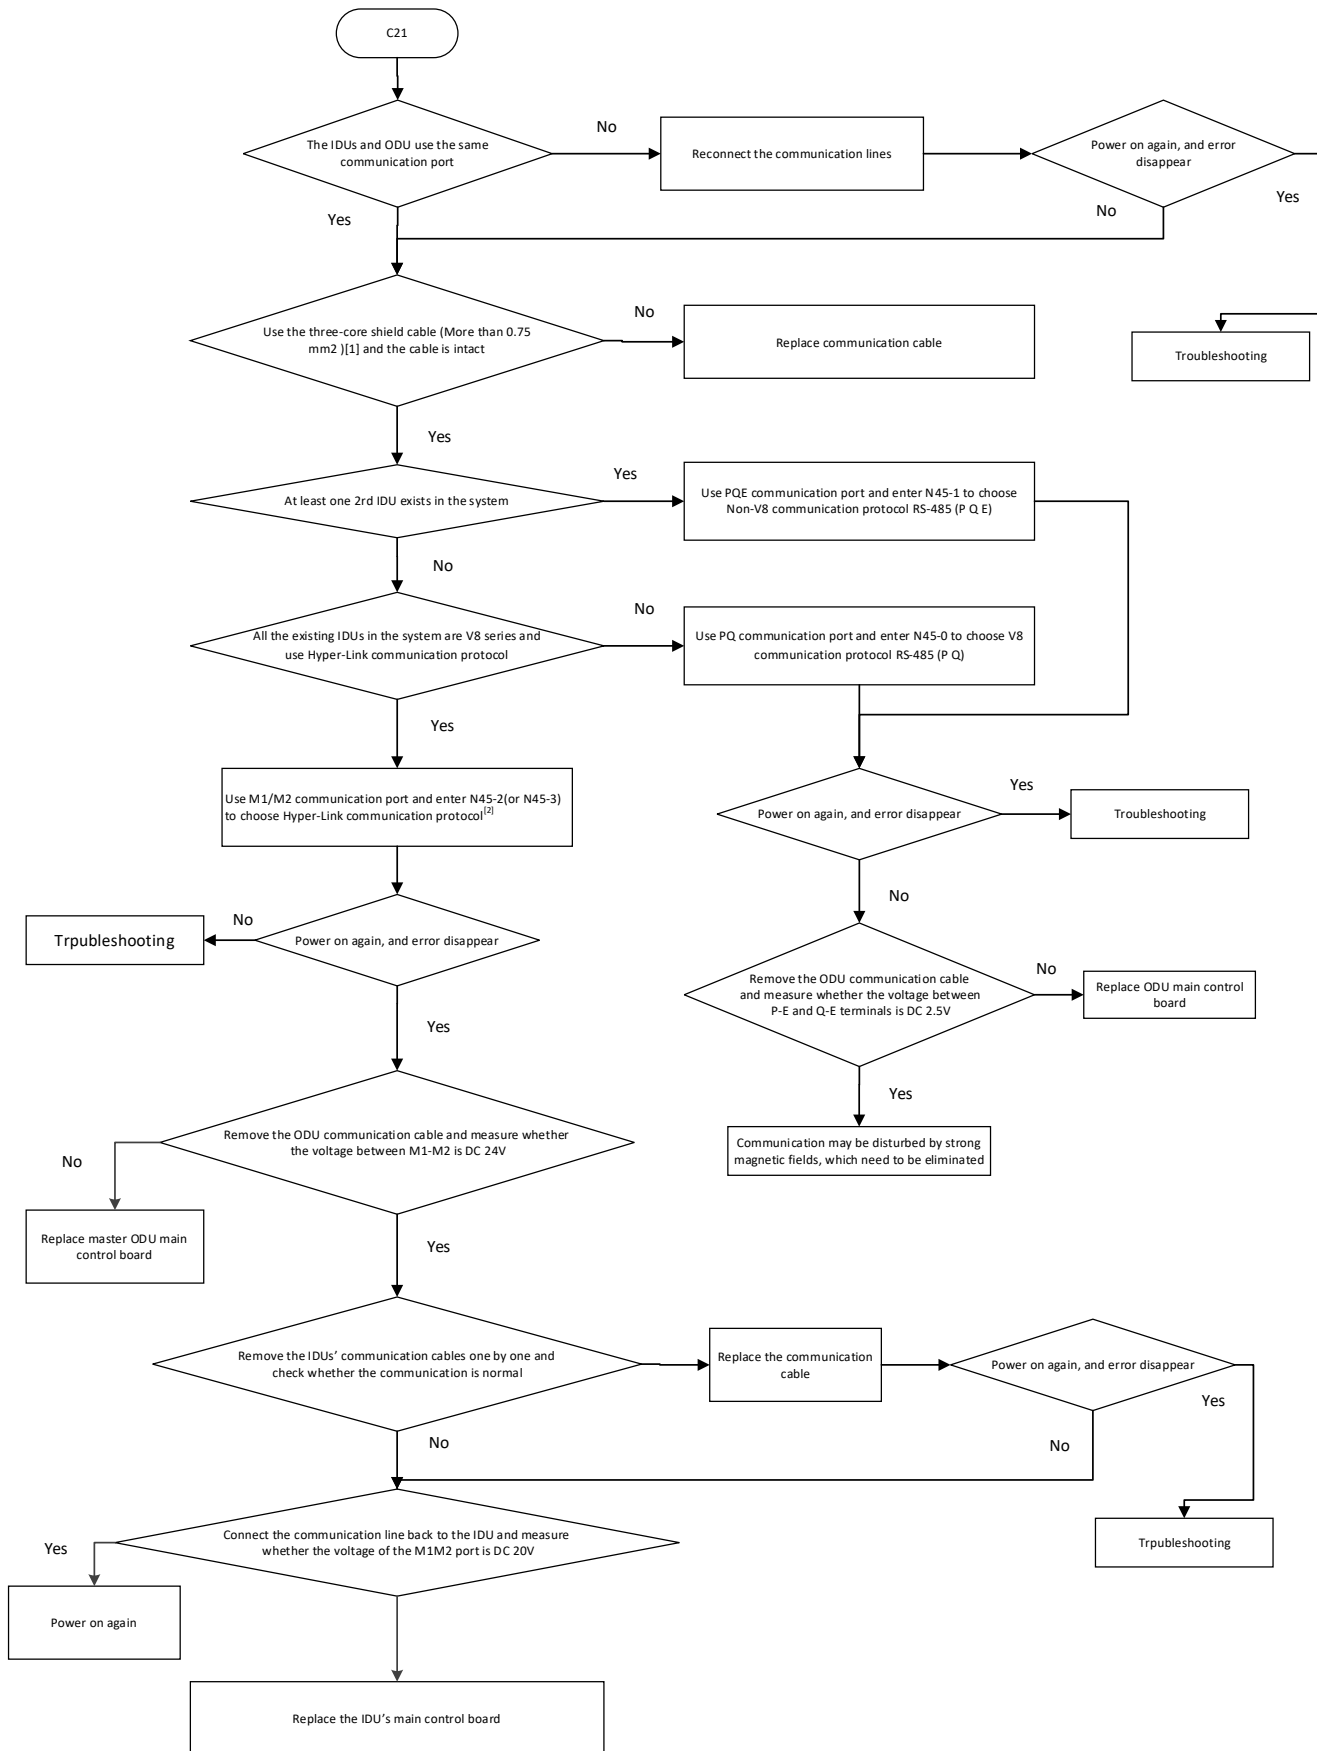 C21
The IDUs and ODU use the same
communication port
No
Reconnect the communication lines
Power on again, and error
disappear
Yes
No
Yes
Use the three-core shield cable (More than 0.75
mm2 )[1] and the cable is intact
No
Replace communication cable
Troubleshooting
Yes
At least one 2rd IDU exists in the system
Yes
Use PQE communication port and enter N45-1 to choose
Non-V8 communication protocol RS-485 (P Q E)
No
All the existing IDUs in the system are V8 series and
use Hyper-Link communication protocol
No
Use PQ communication port and enter N45-0 to choose V8
communication protocol RS-485 (P Q)
Yes
Use M1/M2 communication port and enter N45-2(or N45-3)
to choose Hyper-Link communication protocol[2]
Power on again, and error disappear
Yes
Troubleshooting
No
Trpubleshooting
No
Power on again, and error disappear
Remove the ODU communication cable
and measure whether the voltage between
P-E and Q-E terminals is DC 2.5V
No
Replace ODU main control
board
Yes
Yes
Communication may be disturbed by strong
magnetic fields, which need to be eliminated
Remove the ODU communication cable and measure whether
the voltage between M1-M2 is DC 24V
No
Replace master ODU main
control board
Yes
Remove the IDUs’ communication cables one by one and
check whether the communication is normal
Replace the communication
cable
Power on again, and error disappear
Yes
No
No
Trpubleshooting
Connect the communication line back to the IDU and measure
whether the voltage of the M1M2 port is DC 20V
Yes
Power on again
Replace the IDU’s main control board